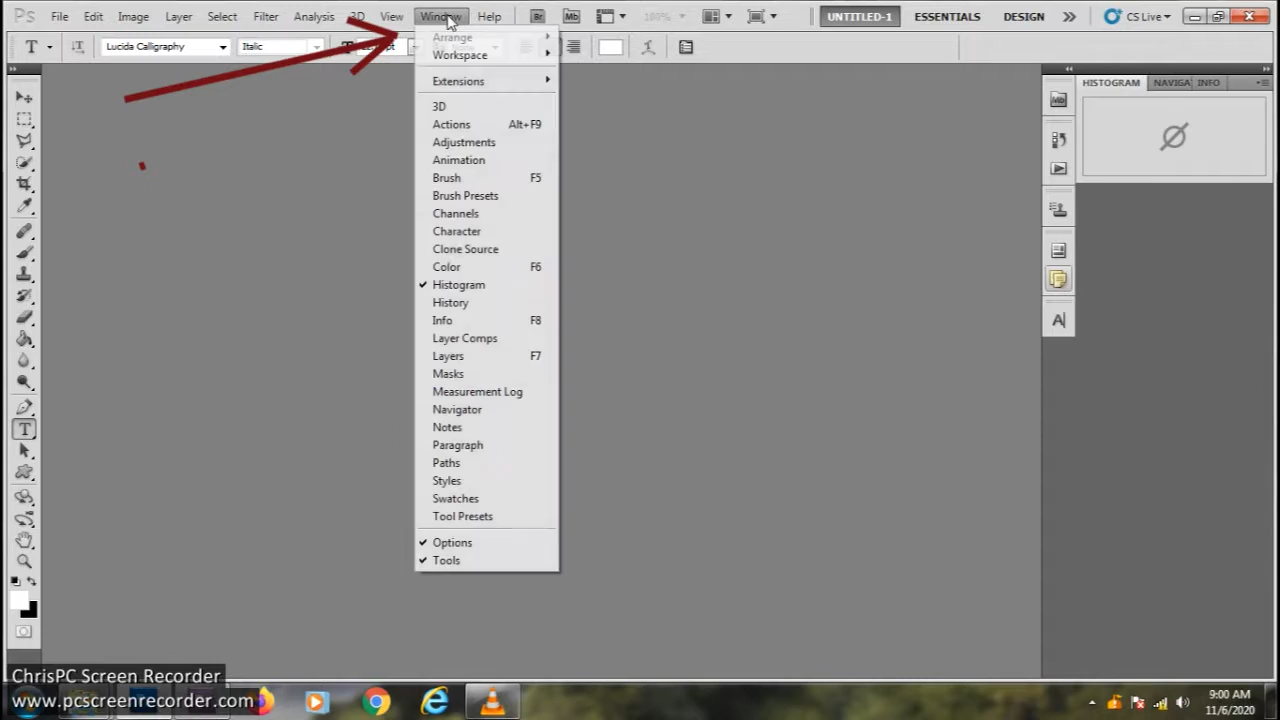 Ps File Edit Image Layer Select Filter Analysis 3D View Window Help Br Mb 100% UNTITLED-1 ESSENTIALS DESIGN CS Live
T Lucida Calligraphy Italic
Arrange
Workspace
Extensions
3D
Actions Alt+F9
Adjustments
Animation
Brush F5
Brush Presets
Channels
Character
Clone Source
Color F6
Histogram
History
Info F8
Layer Comps
Layers F7
Masks
Measurement Log
Navigator
Notes
Paragraph
Paths
Styles
Swatches
Tool Presets
Options
Tools
HISTOGRAM NAVIGA INFO
Mb
A
T
ChrisPC Screen Recorder
www.pcscreenrecorder.com
9:00 AM
11/6/2020